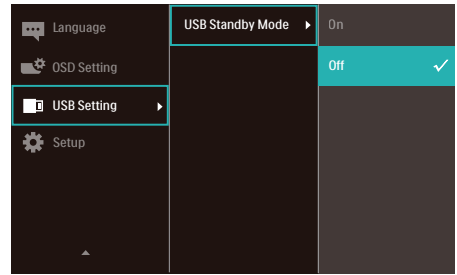 Language
OSD Setting
USB Setting
Setup
USB Standby Mode
On
Off